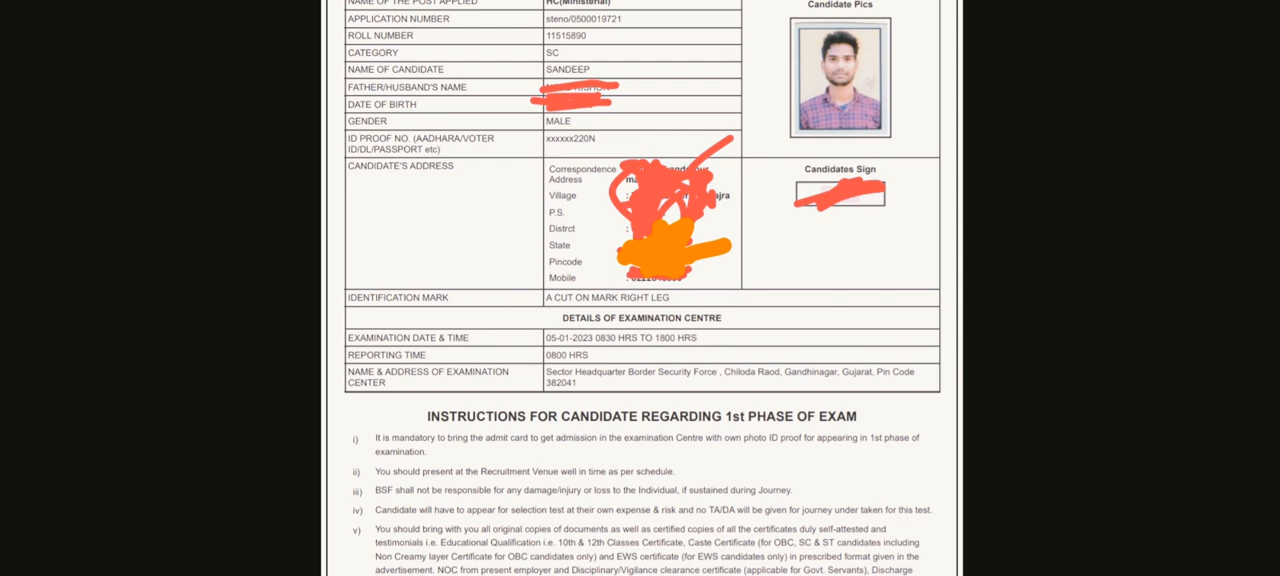 NAME OF THE POST APPLIED HC(Ministerial)
Candidate Pics
APPLICATION NUMBER steno/0500019721
ROLL NUMBER 11515890
CATEGORY SC
NAME OF CANDIDATE SANDEEP
FATHER/HUSBAND'S NAME
DATE OF BIRTH
GENDER MALE
ID PROOF NO. (AADHARA/VOTER xxxxxx220N
ID/DL/PASSPORT etc)
CANDIDATE'S ADDRESS
Correspondence
Address
Village :
P.S.
Distrct :
State
Pincode
Mobile :
Candidates Sign
IDENTIFICATION MARK A CUT ON MARK RIGHT LEG
DETAILS OF EXAMINATION CENTRE
EXAMINATION DATE & TIME 05-01-2023 0830 HRS TO 1800 HRS
REPORTING TIME 0800 HRS
NAME & ADDRESS OF EXAMINATION Sector Headquarter Border Security Force , Chiloda Raod, Gandhinagar, Gujarat, Pin Code
CENTER 382041
INSTRUCTIONS FOR CANDIDATE REGARDING 1st PHASE OF EXAM
i) It is mandatory to bring the admit card to get admission in the examination Centre with own photo ID proof for appearing in 1st phase of
examination.
ii) You should present at the Recruitment Venue well in time as per schedule.
iii) BSF shall not be responsible for any damage/injury or loss to the Individual, if sustained during Journey.
iv) Candidate will have to appear for selection test at their own expense & risk and no TA/DA will be given for journey under taken for this test.
v) You should bring with you all original copies of documents as well as certified copies of all the certificates duly self-attested and
testimonials i.e. Educational Qualification i.e. 10th & 12th Classes Certificate, Caste Certificate (for OBC, SC & ST candidates including
Non Creamy layer Certificate for OBC candidates only) and EWS certificate (for EWS candidates only) in prescribed format given in the
advertisement. NOC from present employer and Disciplinary/Vigilance clearance certificate (applicable for Govt. Servants), Discharge